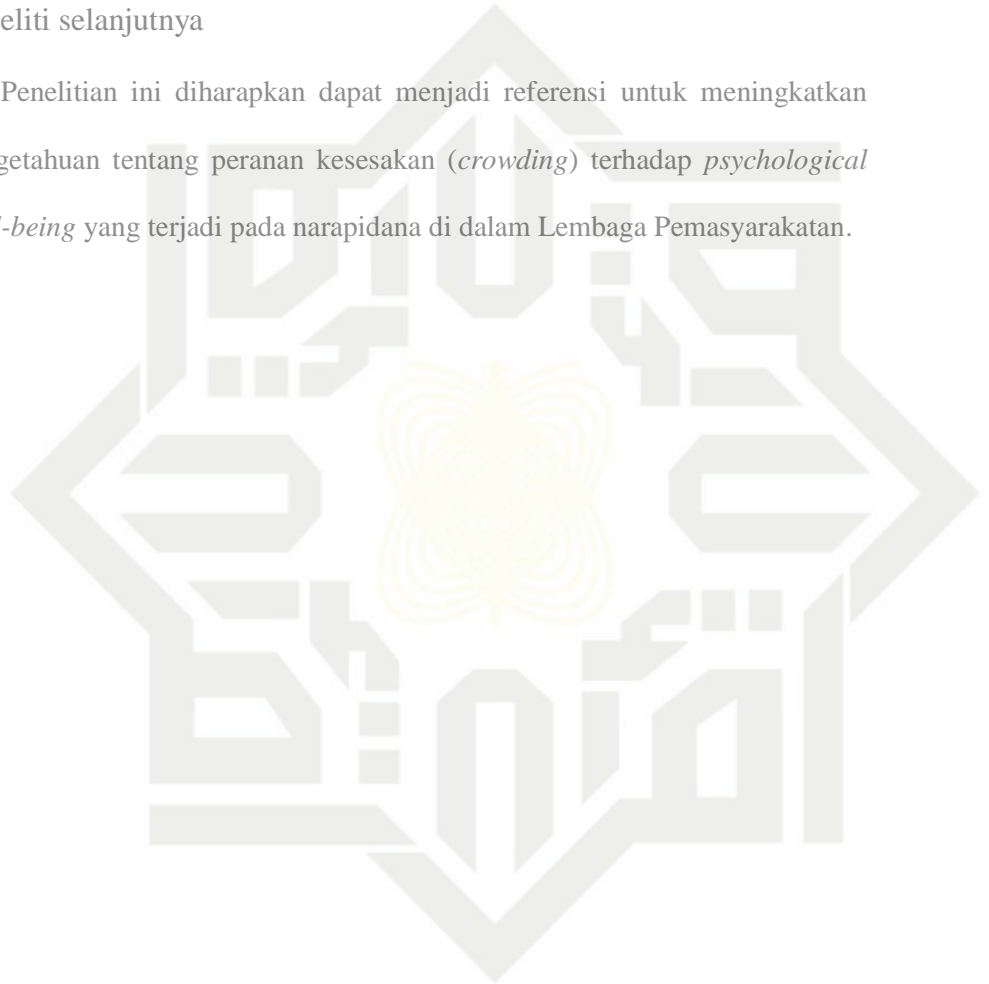 eliti selanjutnya
Penelitian ini diharapkan dapat menjadi referensi untuk meningkatkan
getahuan tentang peranan kesesakan (crowding) terhadap psychological
-being yang terjadi pada narapidana di dalam Lembaga Pemasyarakatan.